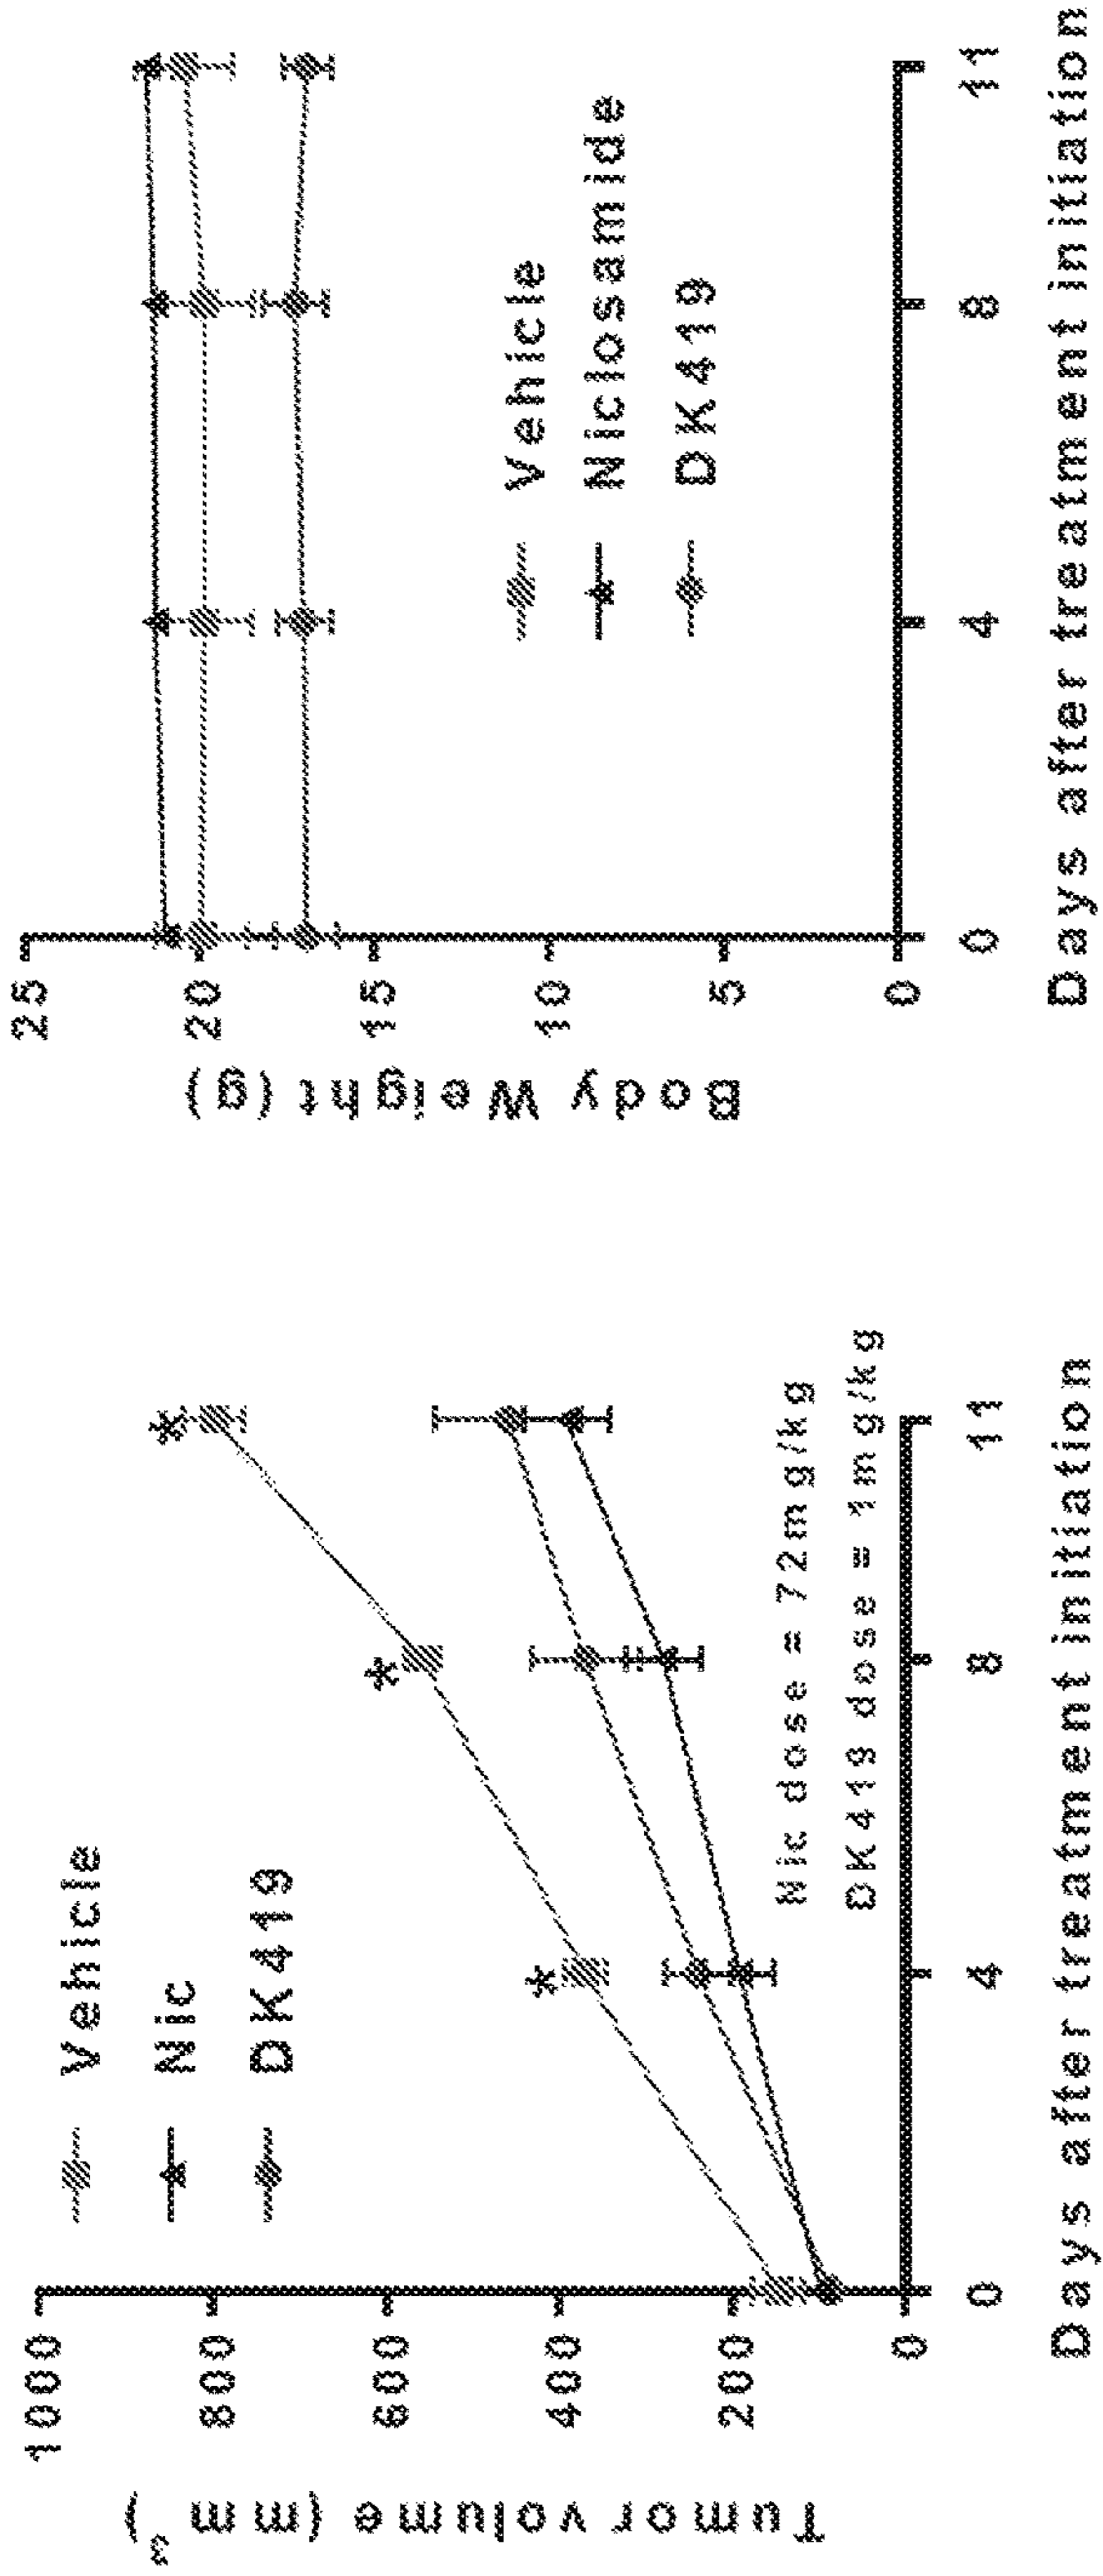 Tumor volume (mm3)
1000
800
600
400
200
0
Vehicle
Nic
DK419
*
*
*
Nic dose = 72mg/kg
DK419 dose = 1mg/kg
0 4 8 11
Days after treatment initiation
Body Weight (g)
25
20
15
10
5
0
Vehicle
Niclosamide
DK419
0 4 8 11
Days after treatment initiation